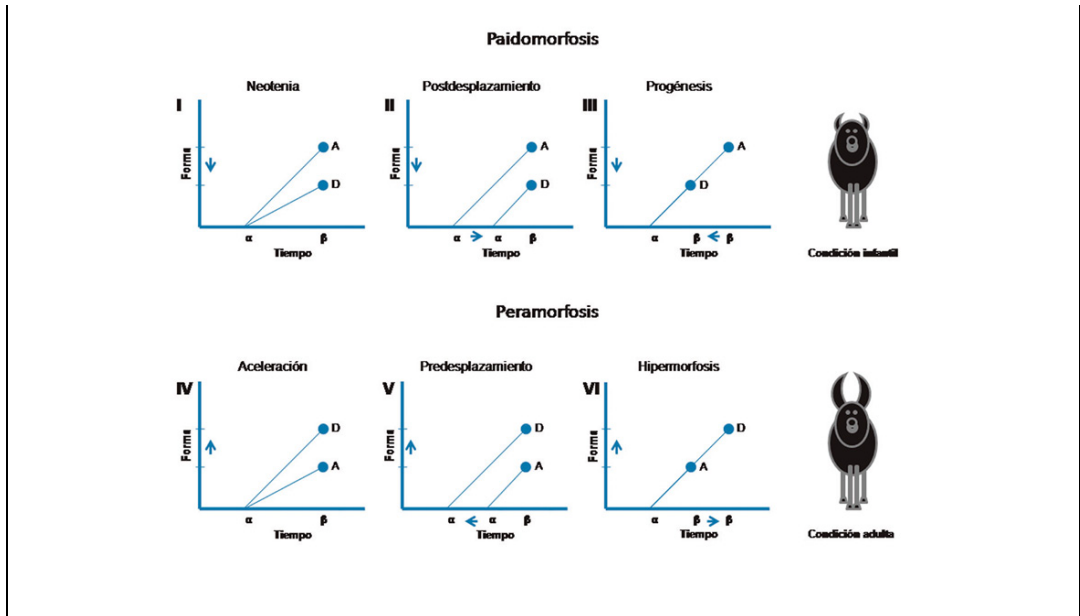 Paidomorfosis
Neotenia
I
Forma
A
D
α
β
Tiempo
Postdesplazamiento
II
Forma
A
D
α
α
β
Tiempo
Progénesis
III
Forma
A
D
α
β
β
Tiempo
Condición infantil
Peramorfosis
Aceleración
IV
Forma
D
A
α
β
Tiempo
Predesplazamiento
V
Forma
D
A
α
α
β
Tiempo
Hipermorfosis
VI
Forma
D
A
α
β
β
Tiempo
Condición adulta